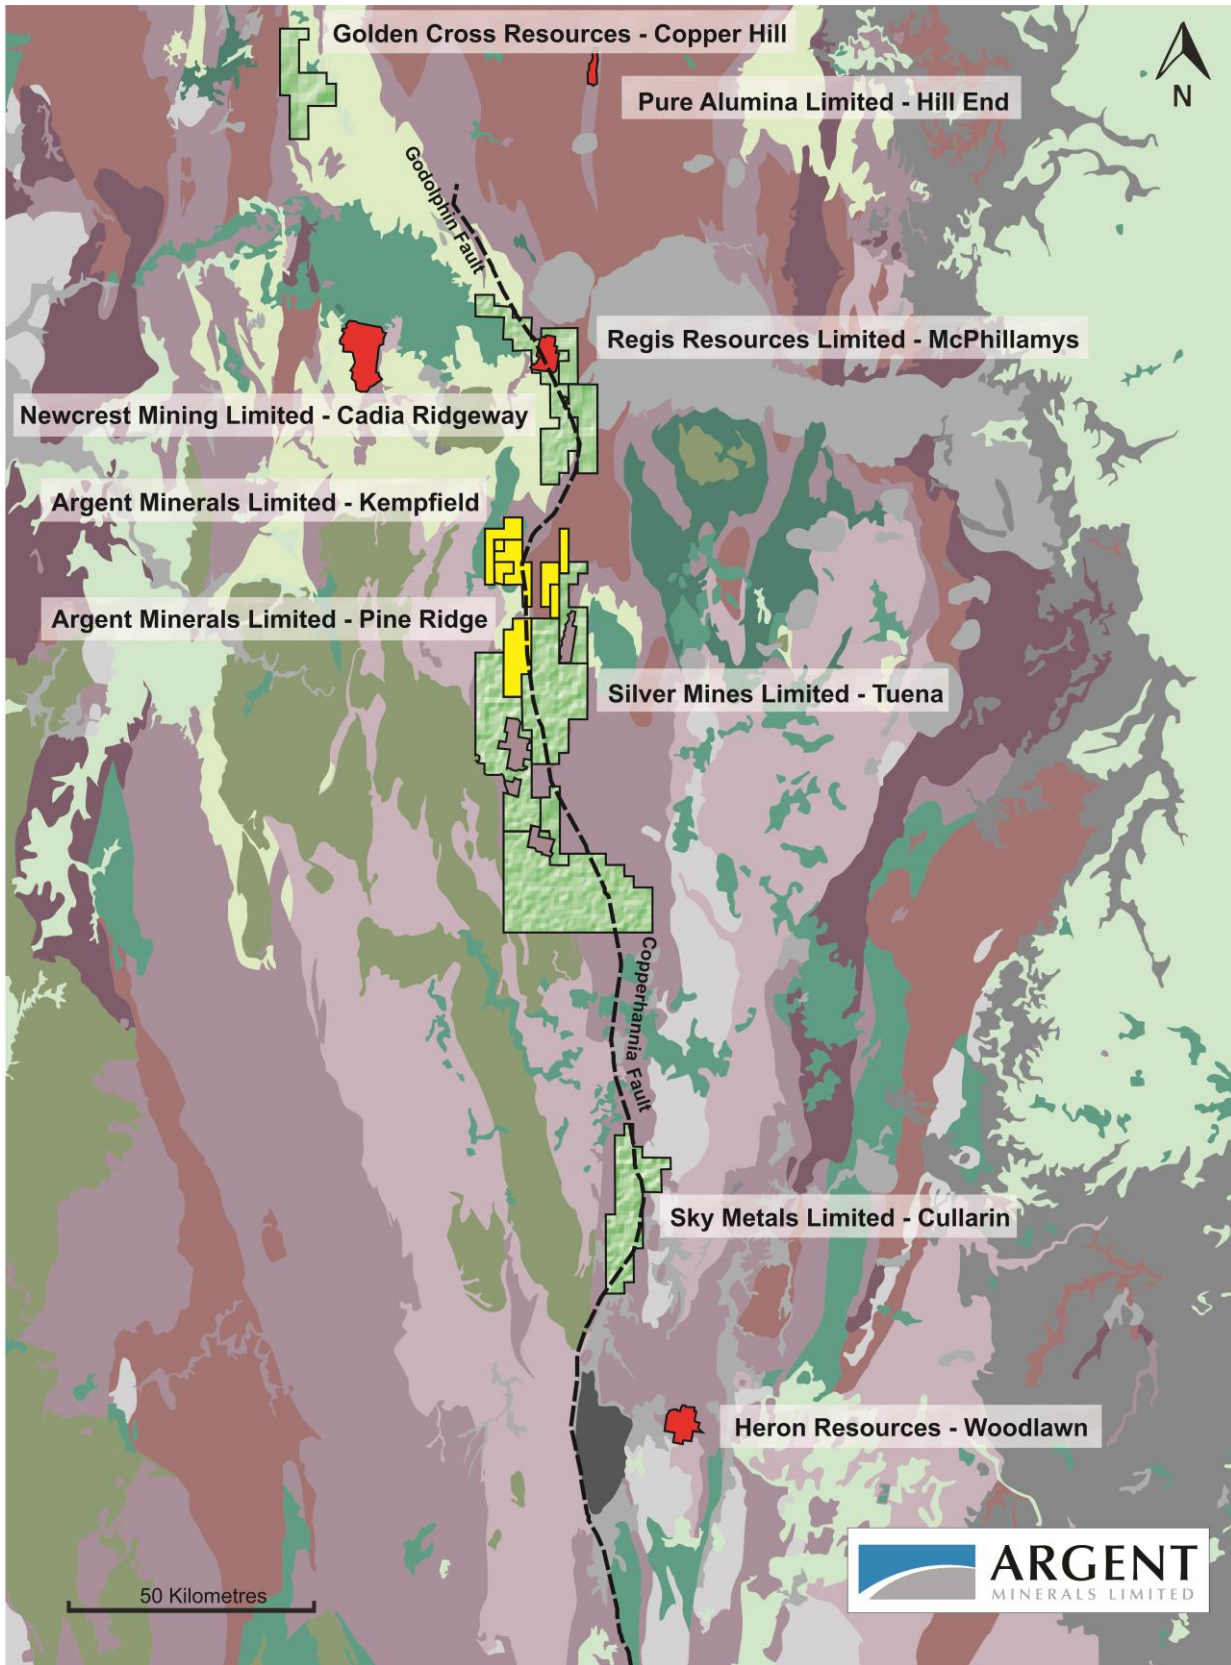 Golden Cross Resources - Copper Hill
N
Pure Alumina Limited - Hill End
Godolphin Fault
Regis Resources Limited - McPhillamys
Newcrest Mining Limited - Cadia Ridgeway
Argent Minerals Limited - Kempfield
Argent Minerals Limited - Pine Ridge
Silver Mines Limited - Tuena
Copperhannia Fault
Sky Metals Limited - Cullarin
Heron Resources - Woodlawn
50 Kilometres
ARGENT
MINERALS LIMITED